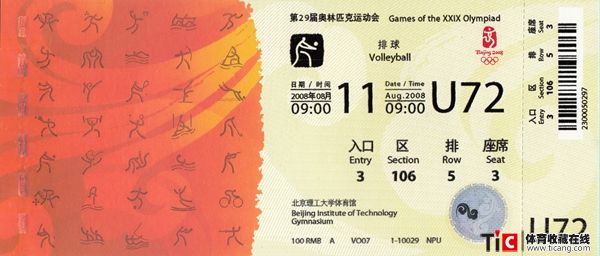 第29届奥林匹克运动会 Games of the XXIX Olympiad
排球
Volleyball
Beijing 2008
日期 / 时间 Date / Time
2008年08月 11 Aug.2008
09:00 09:00
U72
入口 区 排 座席
Entry Section Row Seat
3 106 5 3
北京理工大学体育馆
Beijing Institute of Technology
Gymnasium
100 RMB A VO07 1-10029 NPU
座席 Seat 3
排 Row 5
区 Section 106
入口 Entry 3
2300050297
U72
TiC 体育收藏在线
www.ticang.com